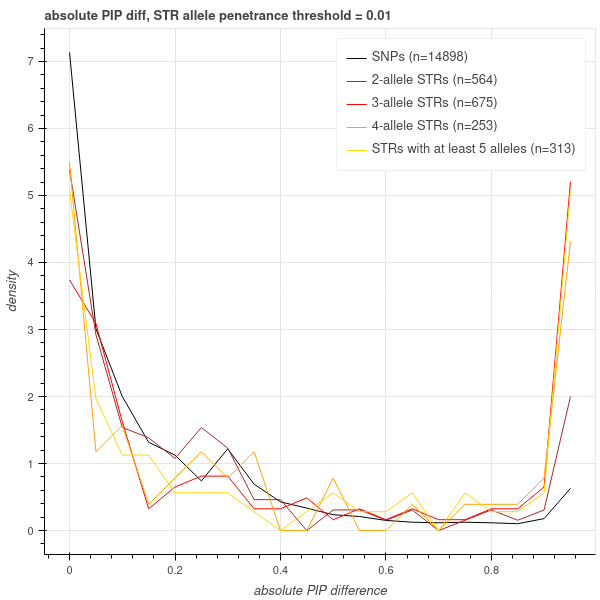 absolute PIP diff, STR allele penetrance threshold = 0.01
SNPs (n=14898)
2-allele STRs (n=564)
3-allele STRs (n=675)
4-allele STRs (n=253)
STRs with at least 5 alleles (n=313)
density
7
6
5
4
3
2
1
0
0 0.2 0.4 0.6 0.8
absolute PIP difference